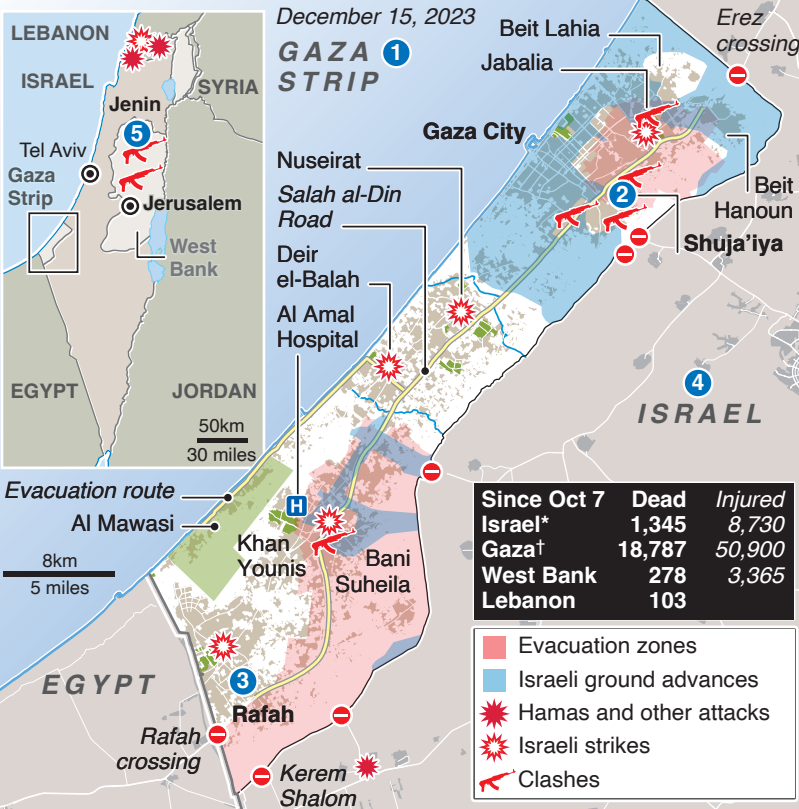 December 15, 2023
GAZA
STRIP
1
LEBANON
ISRAEL
SYRIA
Jenin
5
Tel Aviv
Gaza
Strip
Jerusalem
West
Bank
EGYPT
JORDAN
50km
30 miles
Erez
crossing
Beit Lahia
Jabalia
Gaza City
Nuseirat
Salah al-Din
Road
Deir
el-Balah
Al Amal
Hospital
2
Beit
Hanoun
Shuja’iya
4
ISRAEL
Evacuation route
Al Mawasi
H
Khan
Younis
Bani
Suheila
8km
5 miles
EGYPT
3
Rafah
Rafah
crossing
Kerem
Shalom
Since Oct 7 Dead Injured
Israel* 1,345 8,730
Gaza† 18,787 50,900
West Bank 278 3,365
Lebanon 103
Evacuation zones
Israeli ground advances
Hamas and other attacks
Israeli strikes
Clashes